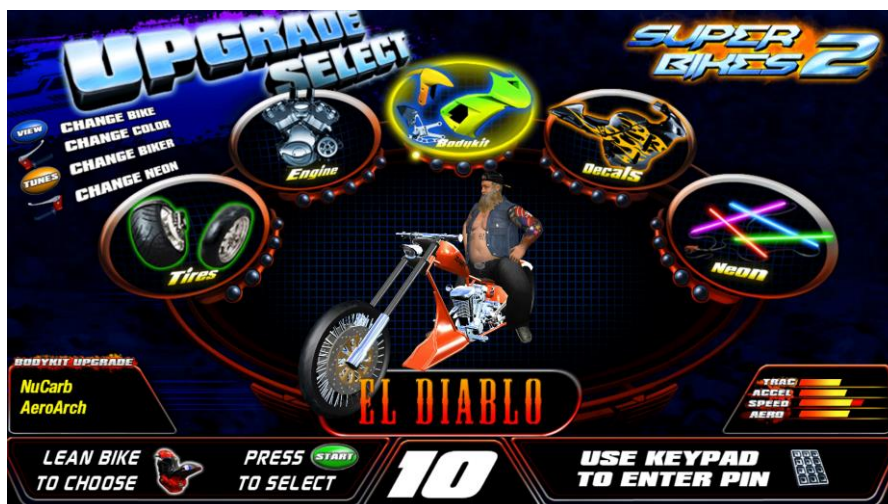 UPGRADE
SELECT
SUPER
BIKES 2
VIEW
CHANGE BIKE
CHANGE COLOR
TUNES
CHANGE BIKER
CHANGE NEON
Tires
Engine
Bodykit
Decals
Neon
EL DIABLO
BODYKIT UPGRADE
NuCarb
AeroArch
TRAC
ACCEL
SPEED
AERO
LEAN BIKE
TO CHOOSE
PRESS START
TO SELECT
10
USE KEYPAD
TO ENTER PIN